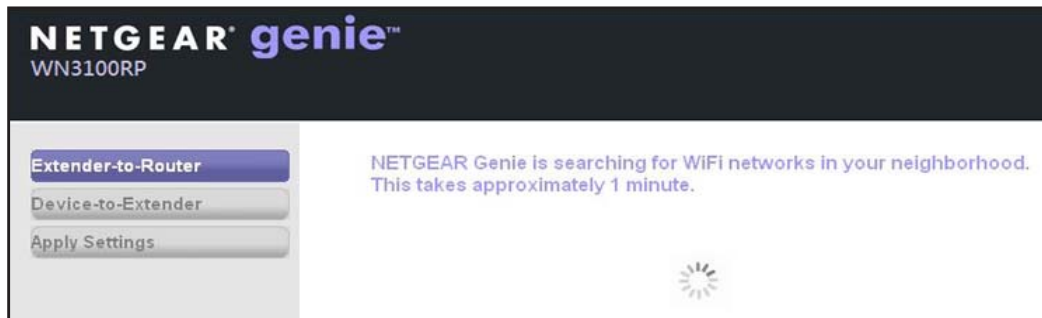 NETGEAR® genie™
WN3100RP
Extender-to-Router
Device-to-Extender
Apply Settings
NETGEAR Genie is searching for WiFi networks in your neighborhood.
This takes approximately 1 minute.